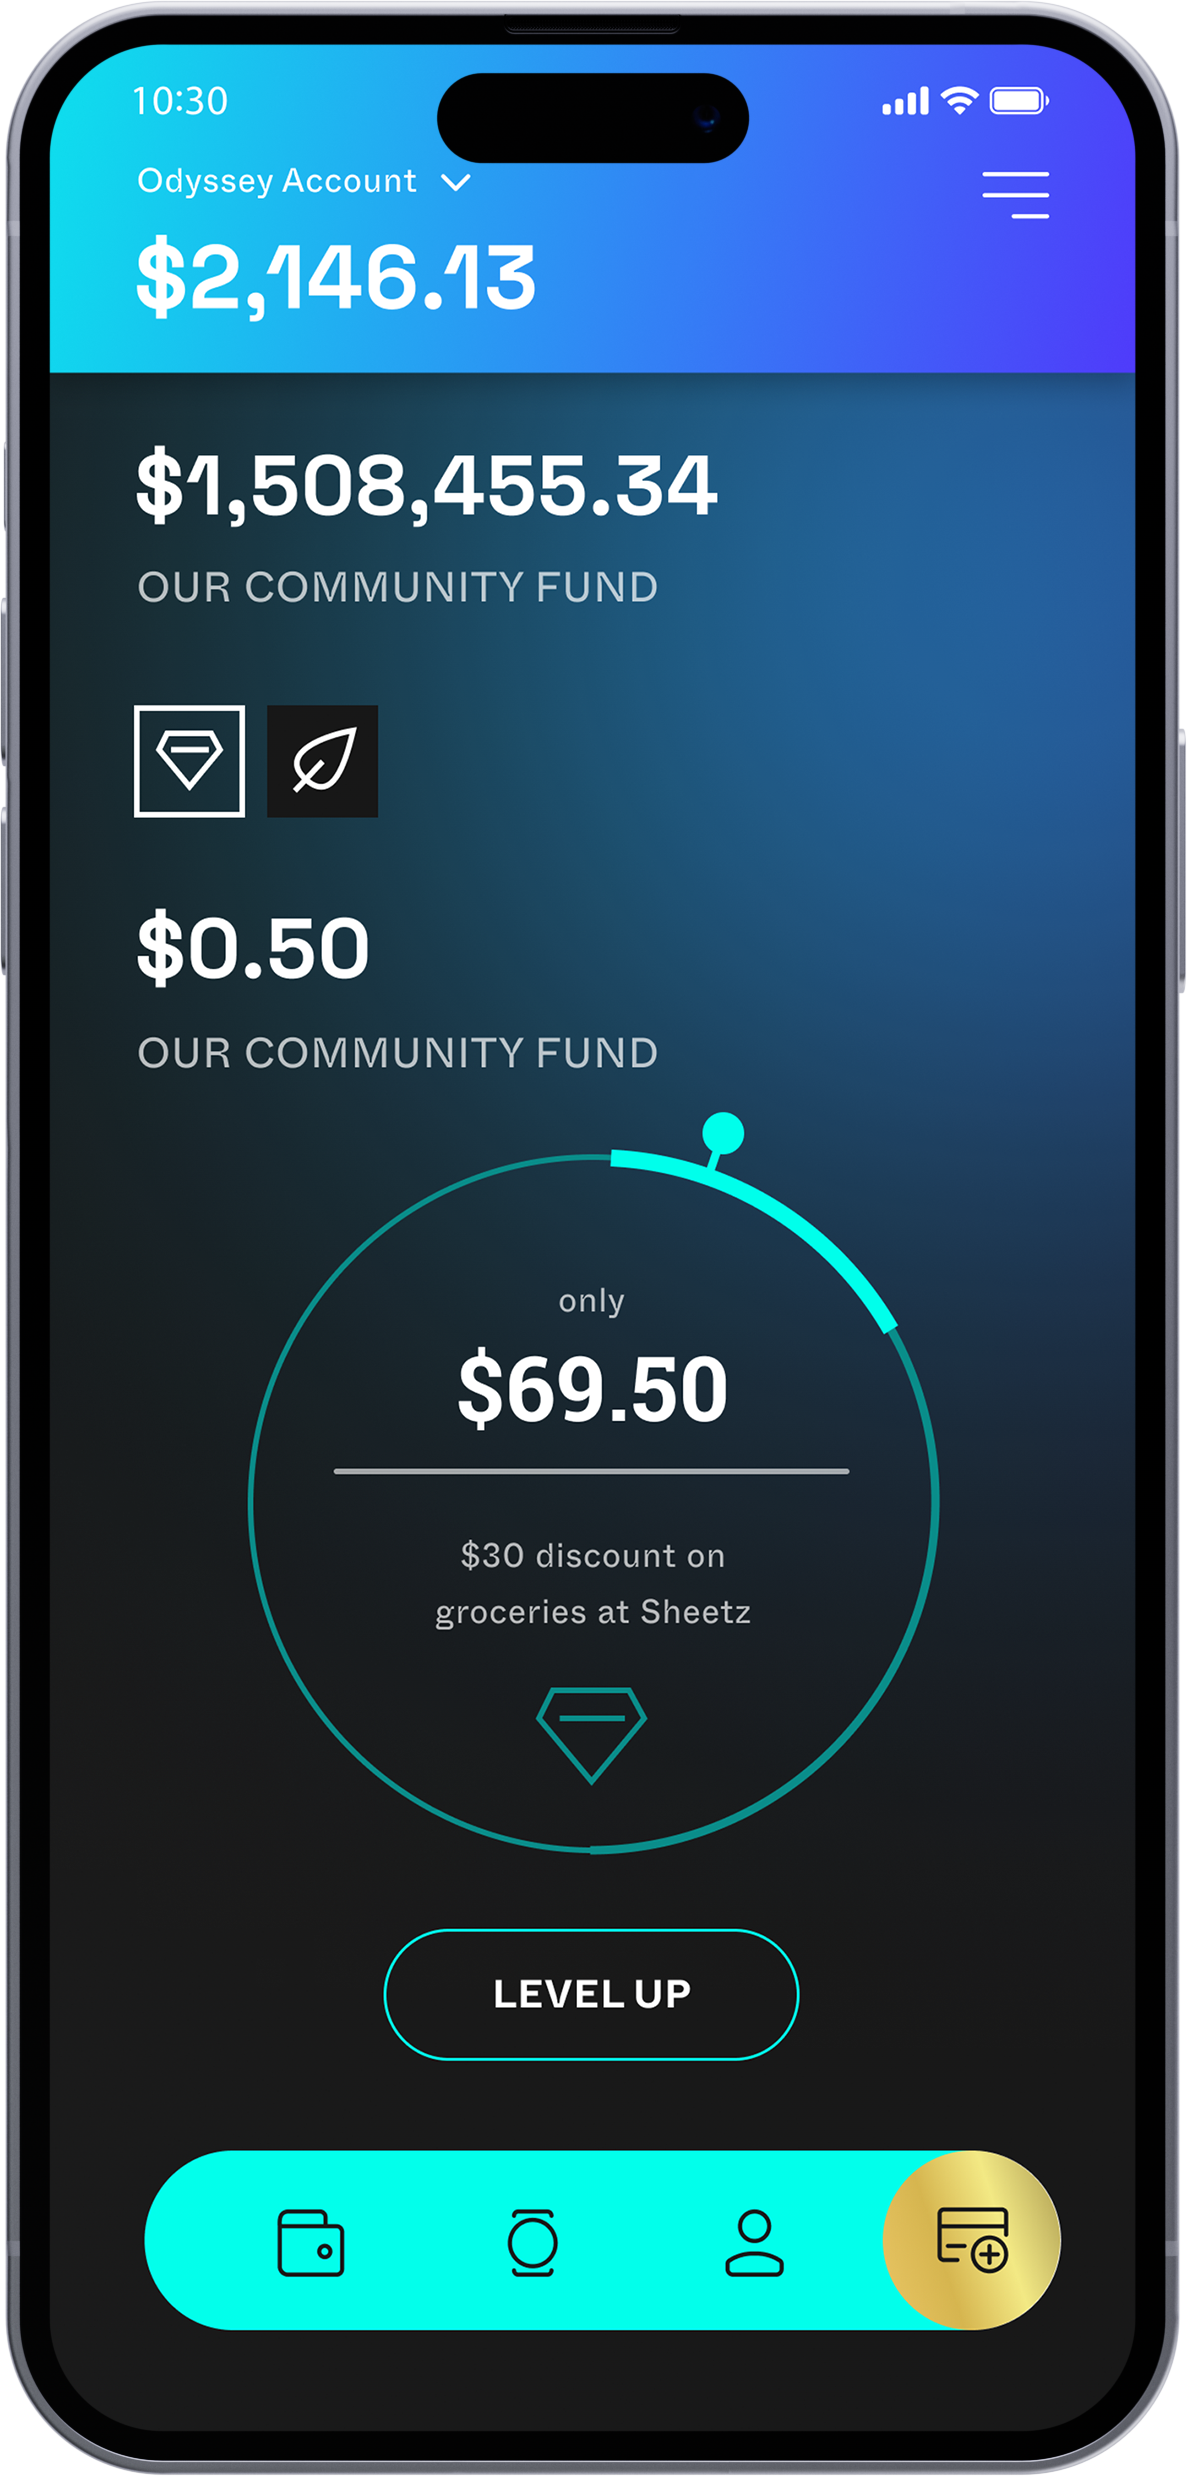 10:30
Odyssey Account
$2,146.13
$1,508,455.34
OUR COMMUNITY FUND
$0.50
OUR COMMUNITY FUND
only
$69.50
$30 discount on
groceries at Sheetz
LEVEL UP